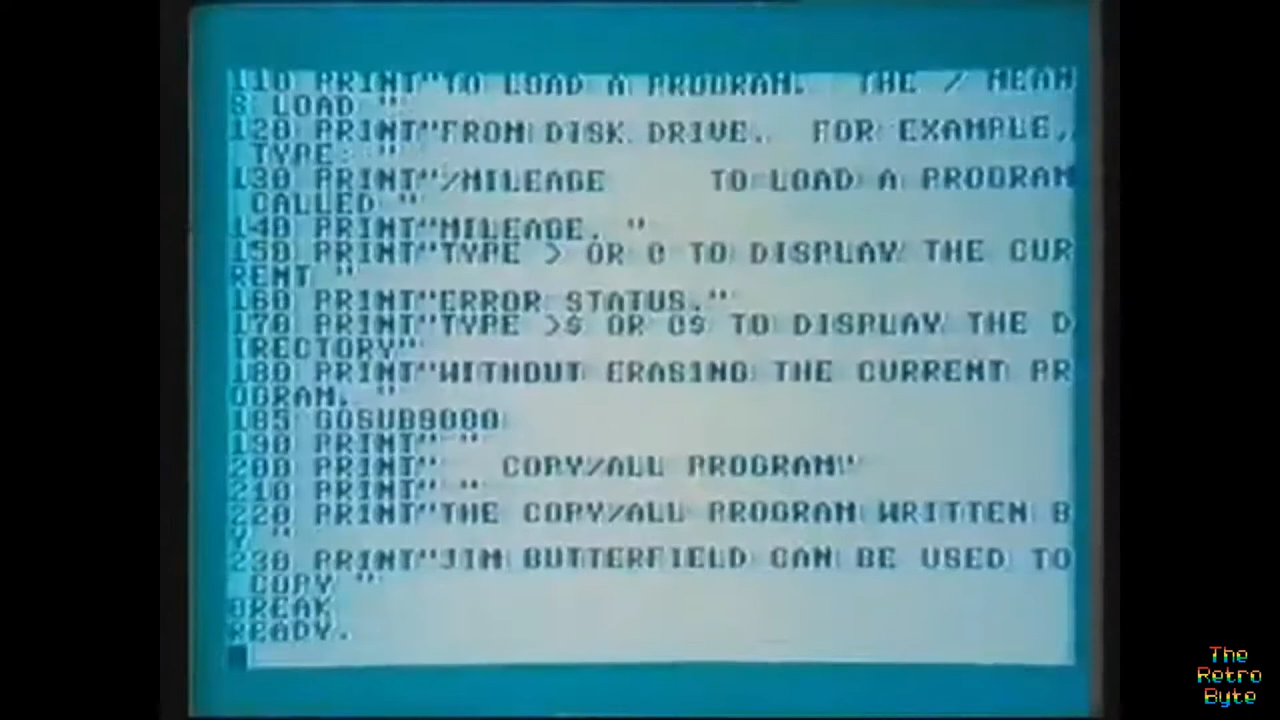 110 PRINT"TO LOAD A PROGRAM.  THE / MEAN
S LOAD "
120 PRINT"FROM DISK DRIVE.  FOR EXAMPLE,
 TYPE: "
130 PRINT"/MILEAGE     TO LOAD A PROGRAM
 CALLED "
140 PRINT"MILEAGE. "
150 PRINT"TYPE > OR @ TO DISPLAY THE CUR
RENT "
160 PRINT"ERROR STATUS."
170 PRINT"TYPE >$ OR @$ TO DISPLAY THE D
IRECTORY"
180 PRINT"WITHOUT ERASING THE CURRENT PR
OGRAM. "
185 GOSUB9000
190 PRINT" "
200 PRINT"   COPY/ALL PROGRAM"
210 PRINT" "
220 PRINT"THE COPY/ALL PROGRAM WRITTEN B
Y "
230 PRINT"JIM BUTTERFIELD CAN BE USED TO
 COPY "
BREAK
READY.
The
Retro
Byte